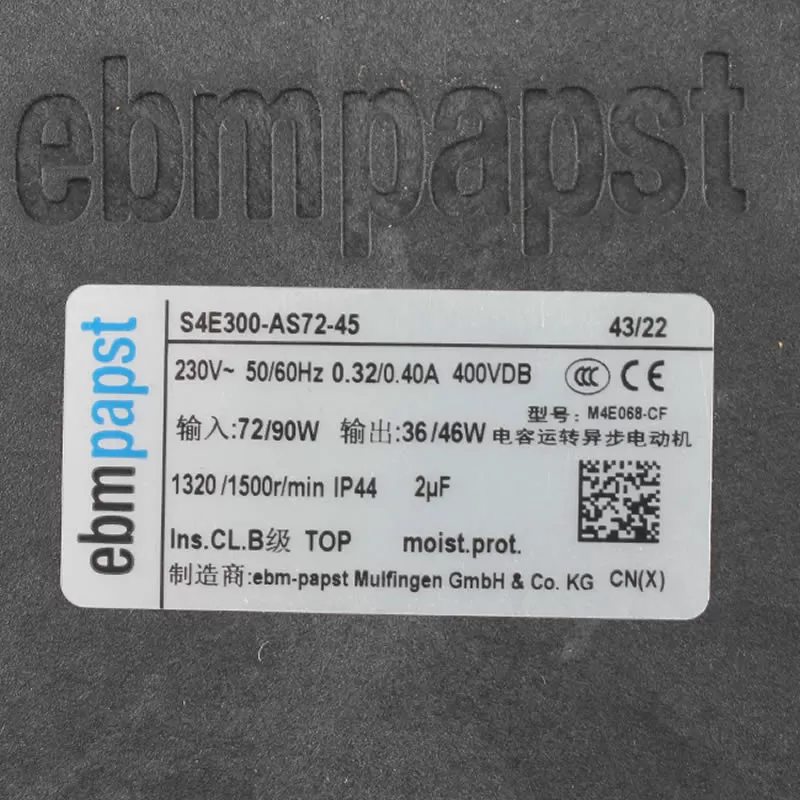 ebmpapst
ebmpapst
S4E300-AS72-45 43/22
230V~ 50/60Hz 0.32/0.40A 400VDB CCC CE
型号: M4E068-CF
输入:72/90W 输出:36/46W 电容运转异步电动机
1320/1500r/min IP44 2µF
Ins.CL.B级 TOP moist.prot.
制造商:ebm-papst Mulfingen GmbH & Co. KG CN(X)